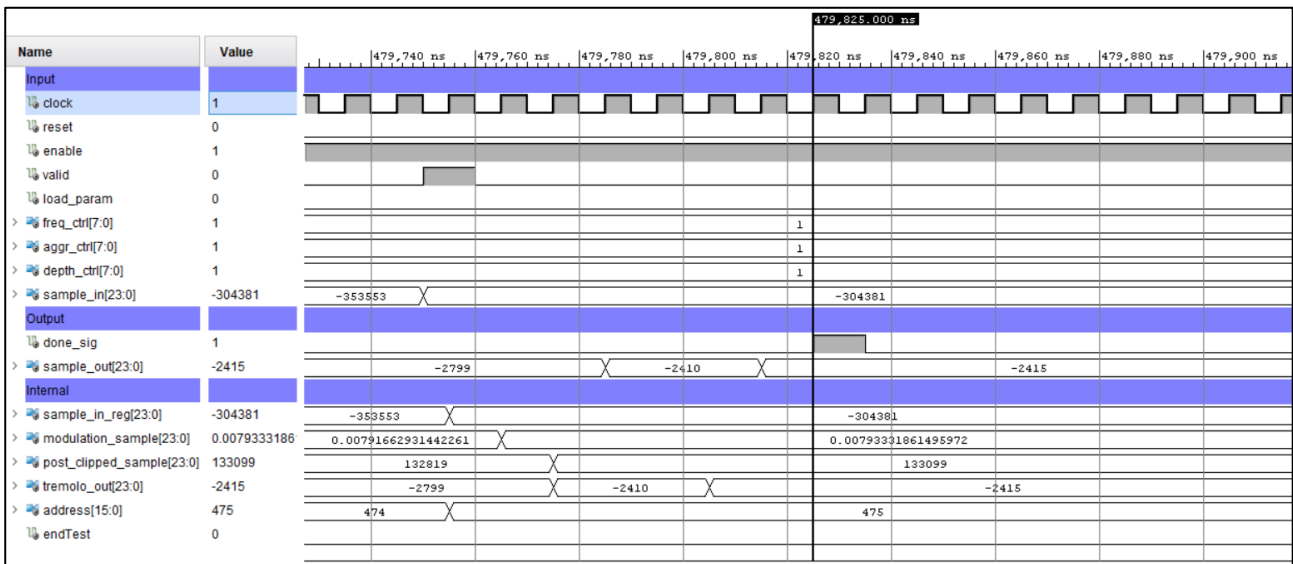 479,825.000 ns
Name Value 479,740 ns 479,760 ns 479,780 ns 479,800 ns 479,820 ns 479,840 ns 479,860 ns 479,880 ns 479,900 ns
Input
clock 1
reset 0
enable 1
valid 0
load_param 0
freq_ctrl[7:0] 1 1
aggr_ctrl[7:0] 1 1
depth_ctrl[7:0] 1 1
sample_in[23:0] -304381 -353553 -304381
Output
done_sig 1
sample_out[23:0] -2415 -2799 -2410 -2415
Internal
sample_in_reg[23:0] -304381 -353553 -304381
modulation_sample[23:0] 0.0079333186 0.00791662931442261 0.00793331861495972
post_clipped_sample[23:0] 133099 132819 133099
tremolo_out[23:0] -2415 -2799 -2410 -2415
address[15:0] 475 474 475
endTest 0